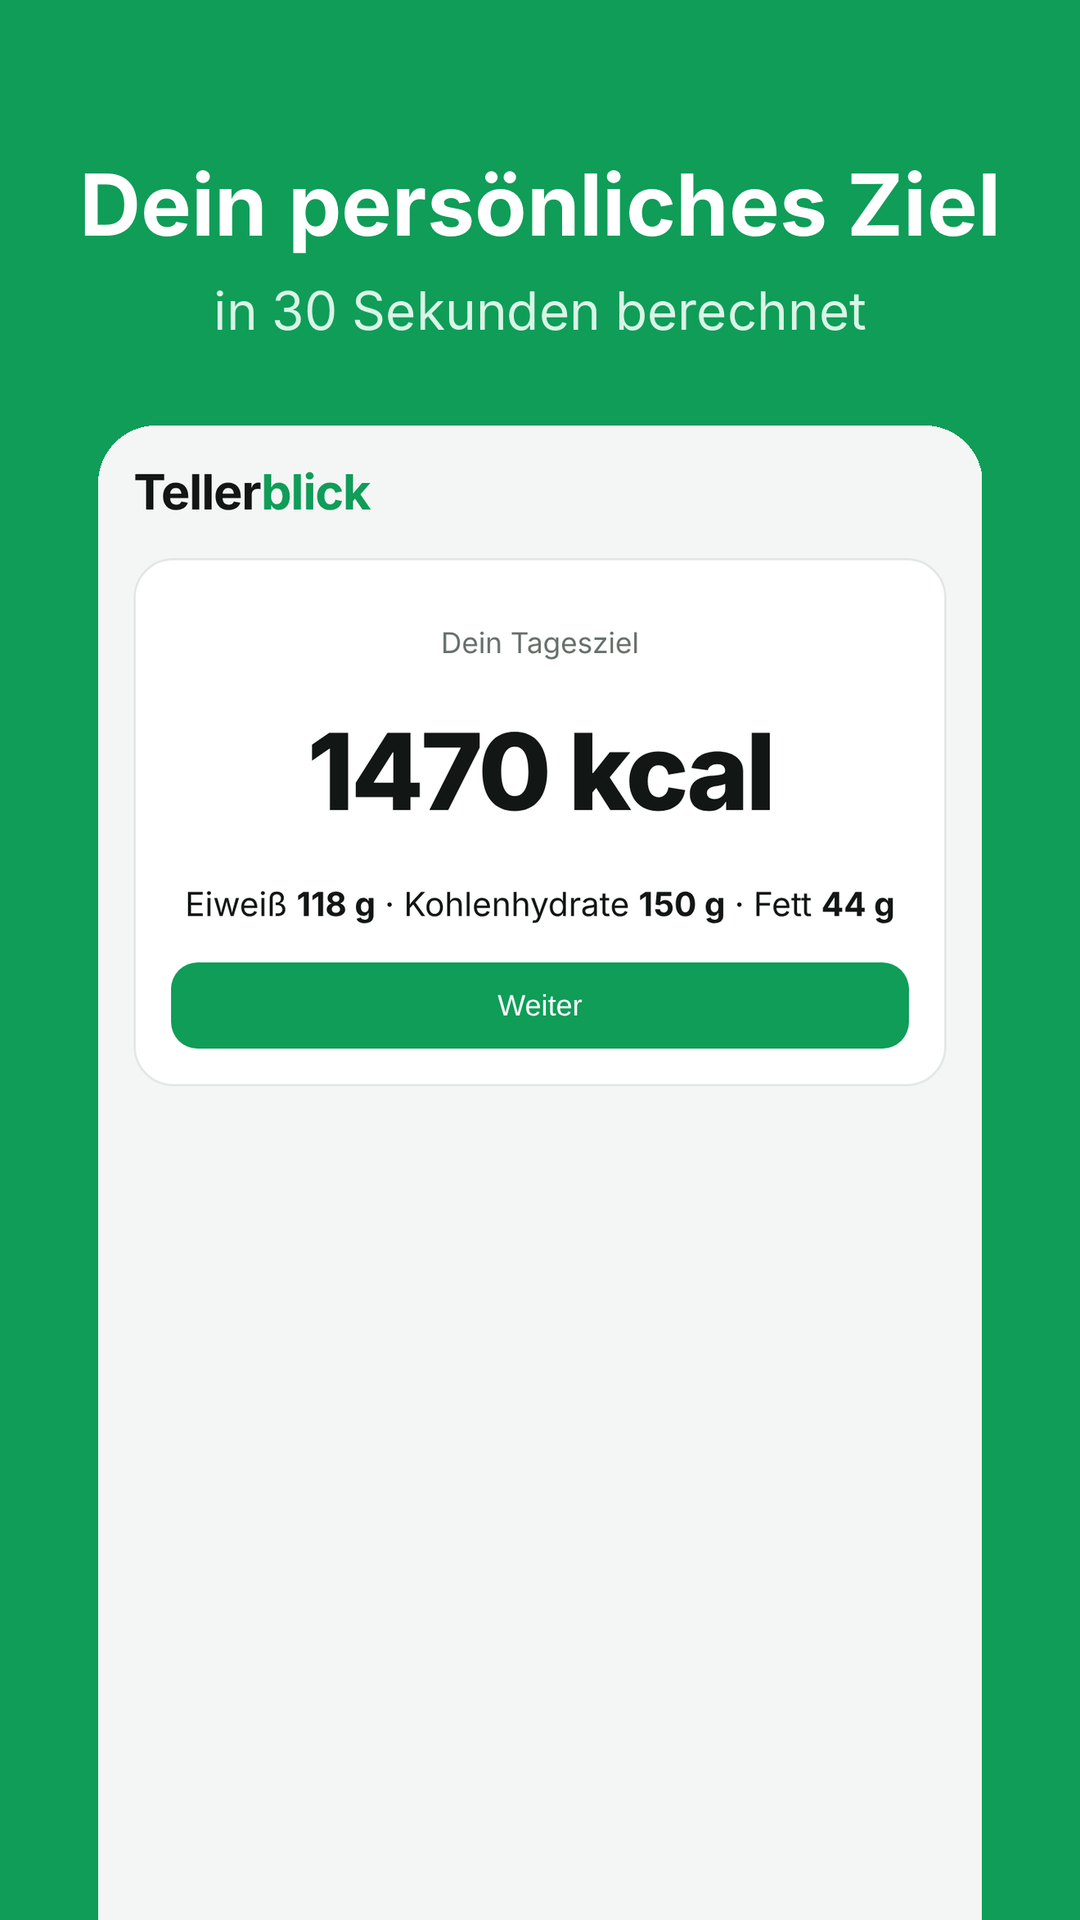 Dein persönliches Ziel
in 30 Sekunden berechnet
Tellerblick
Dein Tagesziel
1470 kcal
Eiweiß 118 g · Kohlenhydrate 150 g · Fett 44 g
Weiter